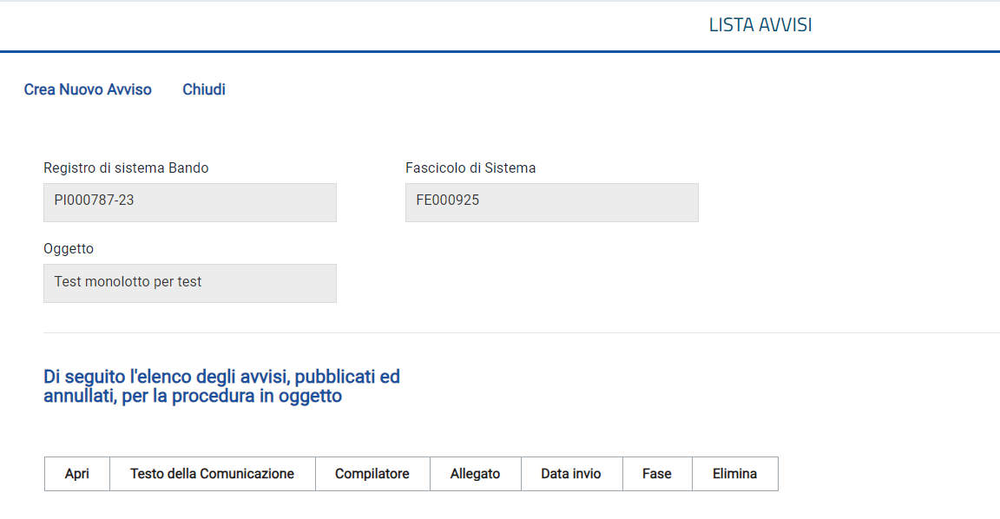 LISTA AVVISI
Crea Nuovo Avviso Chiudi
Registro di sistema Bando Fascicolo di Sistema
PI000787-23 FE000925
Oggetto
Test monolotto per test
Di seguito l'elenco degli avvisi, pubblicati ed
annullati, per la procedura in oggetto
Apri Testo della Comunicazione Compilatore Allegato Data invio Fase Elimina